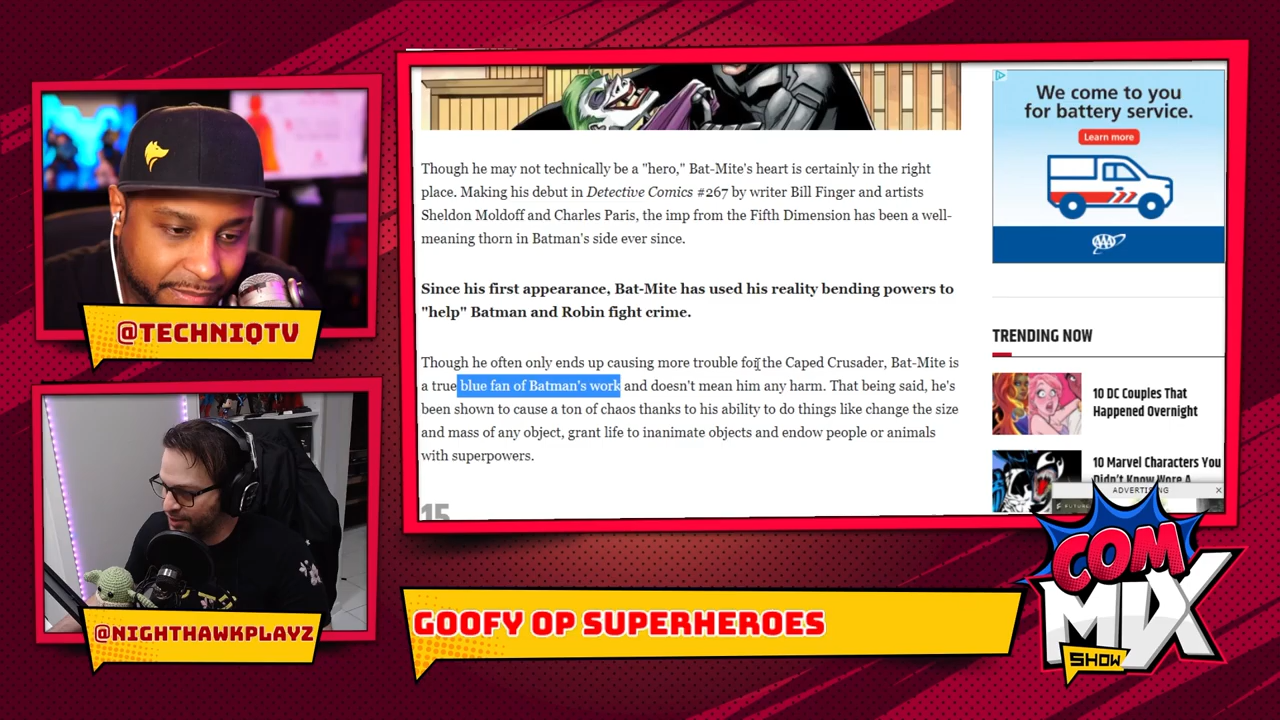 Though he may not technically be a "hero," Bat-Mite's heart is certainly in the right
place. Making his debut in Detective Comics #267 by writer Bill Finger and artists
Sheldon Moldoff and Charles Paris, the imp from the Fifth Dimension has been a well-
meaning thorn in Batman's side ever since.
Since his first appearance, Bat-Mite has used his reality bending powers to
"help" Batman and Robin fight crime.
Though he often only ends up causing more trouble for the Caped Crusader, Bat-Mite is
a true blue fan of Batman's work and doesn't mean him any harm. That being said, he's
been shown to cause a ton of chaos thanks to his ability to do things like change the size
and mass of any object, grant life to inanimate objects and endow people or animals
with superpowers.
15
We come to you
for battery service.
Learn more
AAA
TRENDING NOW
10 DC Couples That
Happened Overnight
10 Marvel Characters You
Didn't Know Were A
ADVERTISING
@TECHNIQTV
@NIGHTHAWKPLAYZ
GOOFY OP SUPERHEROES
COM
MIX
SHOW